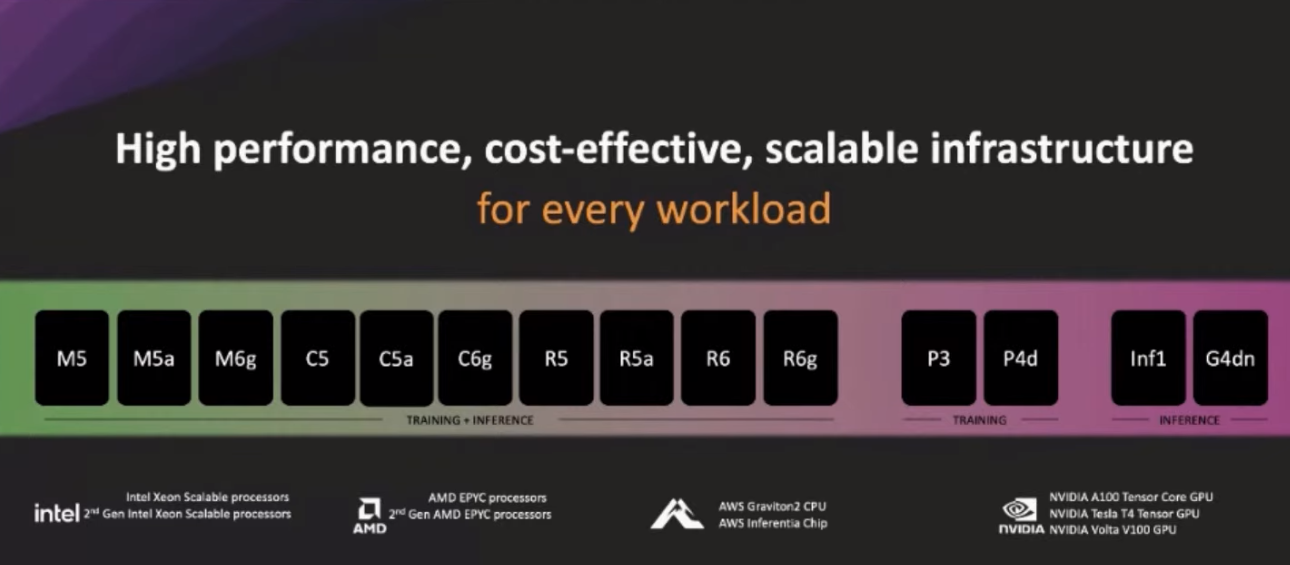 High performance, cost-effective, scalable infrastructure
for every workload
M5 M5a M6g C5 C5a C6g R5 R5a R6 R6g P3 P4d Inf1 G4dn
TRAINING + INFERENCE TRAINING INFERENCE
intel
Intel Xeon Scalable processors
2nd Gen Intel Xeon Scalable processors
AMD
AMD EPYC processors
2nd Gen AMD EPYC processors
AWS Graviton2 CPU
AWS Inferentia Chip
NVIDIA
NVIDIA A100 Tensor Core GPU
NVIDIA Tesla T4 Tensor GPU
NVIDIA Volta V100 GPU